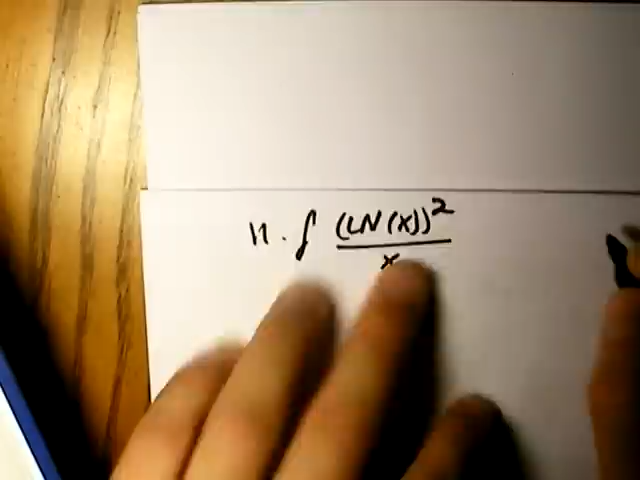 11. ∫ (LN(x))²
x